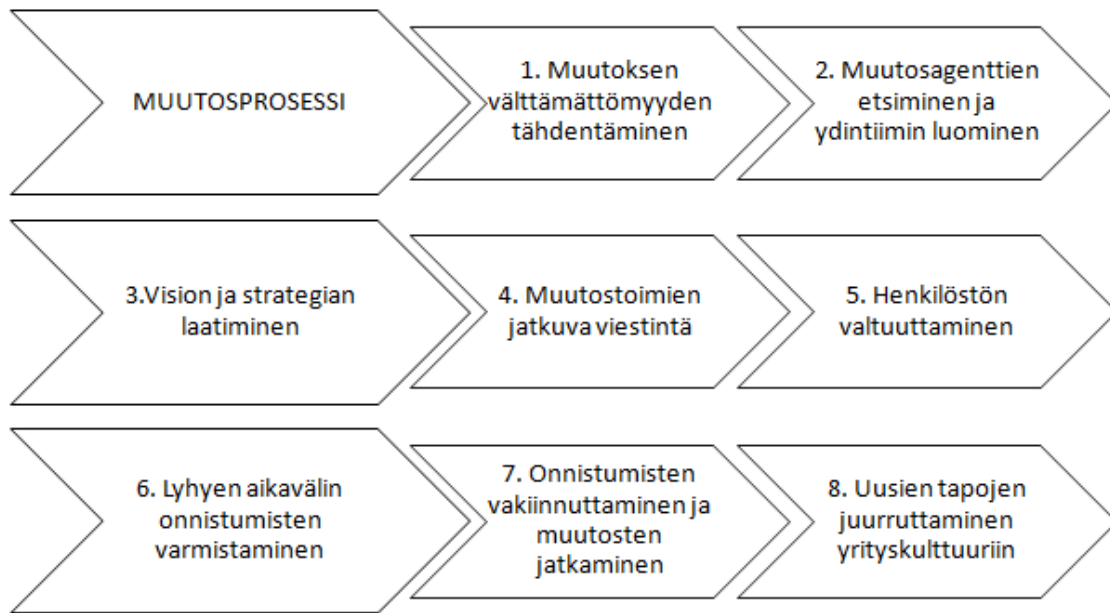 MUUTOSPROSESSI
1. Muutoksen
välttämättömyyden
tähdentäminen
2. Muutosagenttien
etsiminen ja
ydintiimin luominen
3.Vision ja strategian
laatiminen
4. Muutostoimien
jatkuva viestintä
5. Henkilöstön
valtuuttaminen
6. Lyhyen aikavälin
onnistumisten
varmistaminen
7. Onnistumisten
vakiinnuttaminen ja
muutosten
jatkaminen
8. Uusien tapojen
juurruttaminen
yrityskulttuuriin